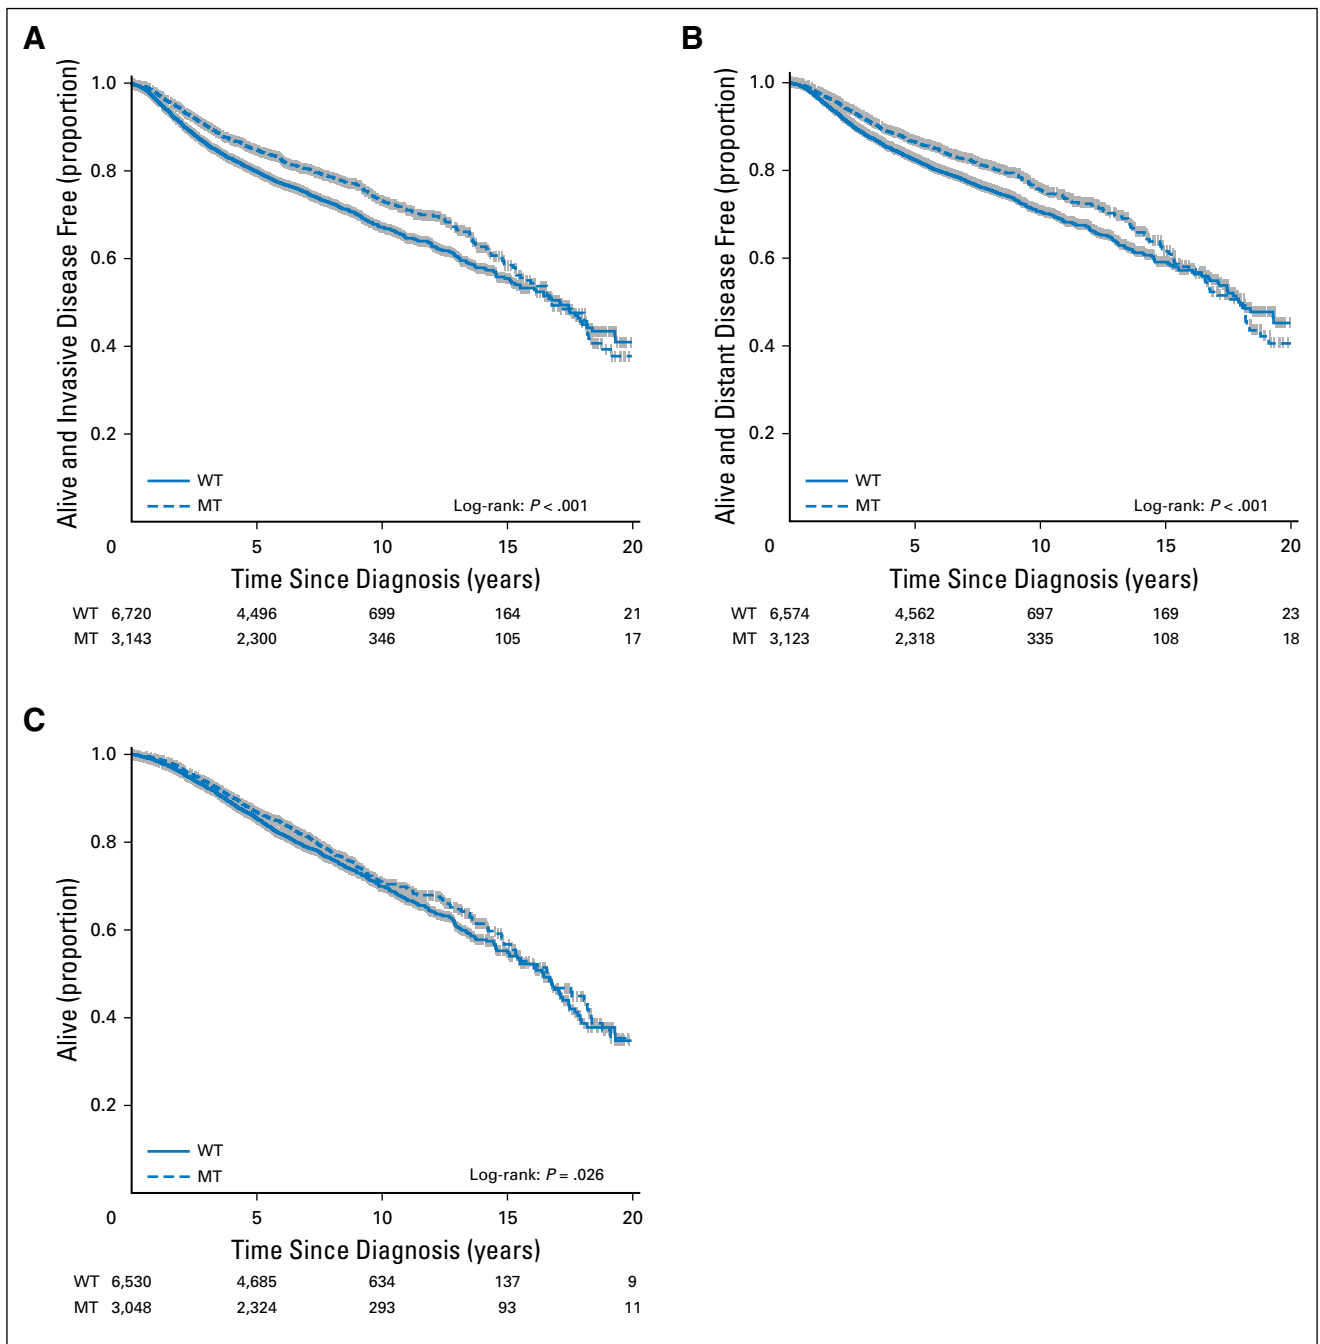 A
Alive and Invasive Disease Free (proportion)
1.0
0.8
0.6
0.4
0.2
WT
MT
Log-rank: P < .001
0 5 10 15 20
Time Since Diagnosis (years)
WT 6,720 4,496 699 164 21
MT 3,143 2,300 346 105 17
B
Alive and Distant Disease Free (proportion)
1.0
0.8
0.6
0.4
0.2
WT
MT
Log-rank: P < .001
0 5 10 15 20
Time Since Diagnosis (years)
WT 6,574 4,562 697 169 23
MT 3,123 2,318 335 108 18
C
Alive (proportion)
1.0
0.8
0.6
0.4
0.2
WT
MT
Log-rank: P = .026
0 5 10 15 20
Time Since Diagnosis (years)
WT 6,530 4,685 634 137 9
MT 3,048 2,324 293 93 11